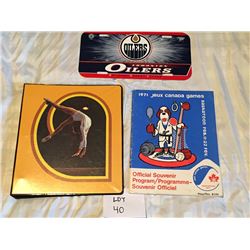 OILERS
EDMONTON
OILERS
1971 jeux canada games
SASKATOON FEB. 11-22 FEV.
Official Souvenir
Program/Programme-
Souvenir Officiel
LOT
40